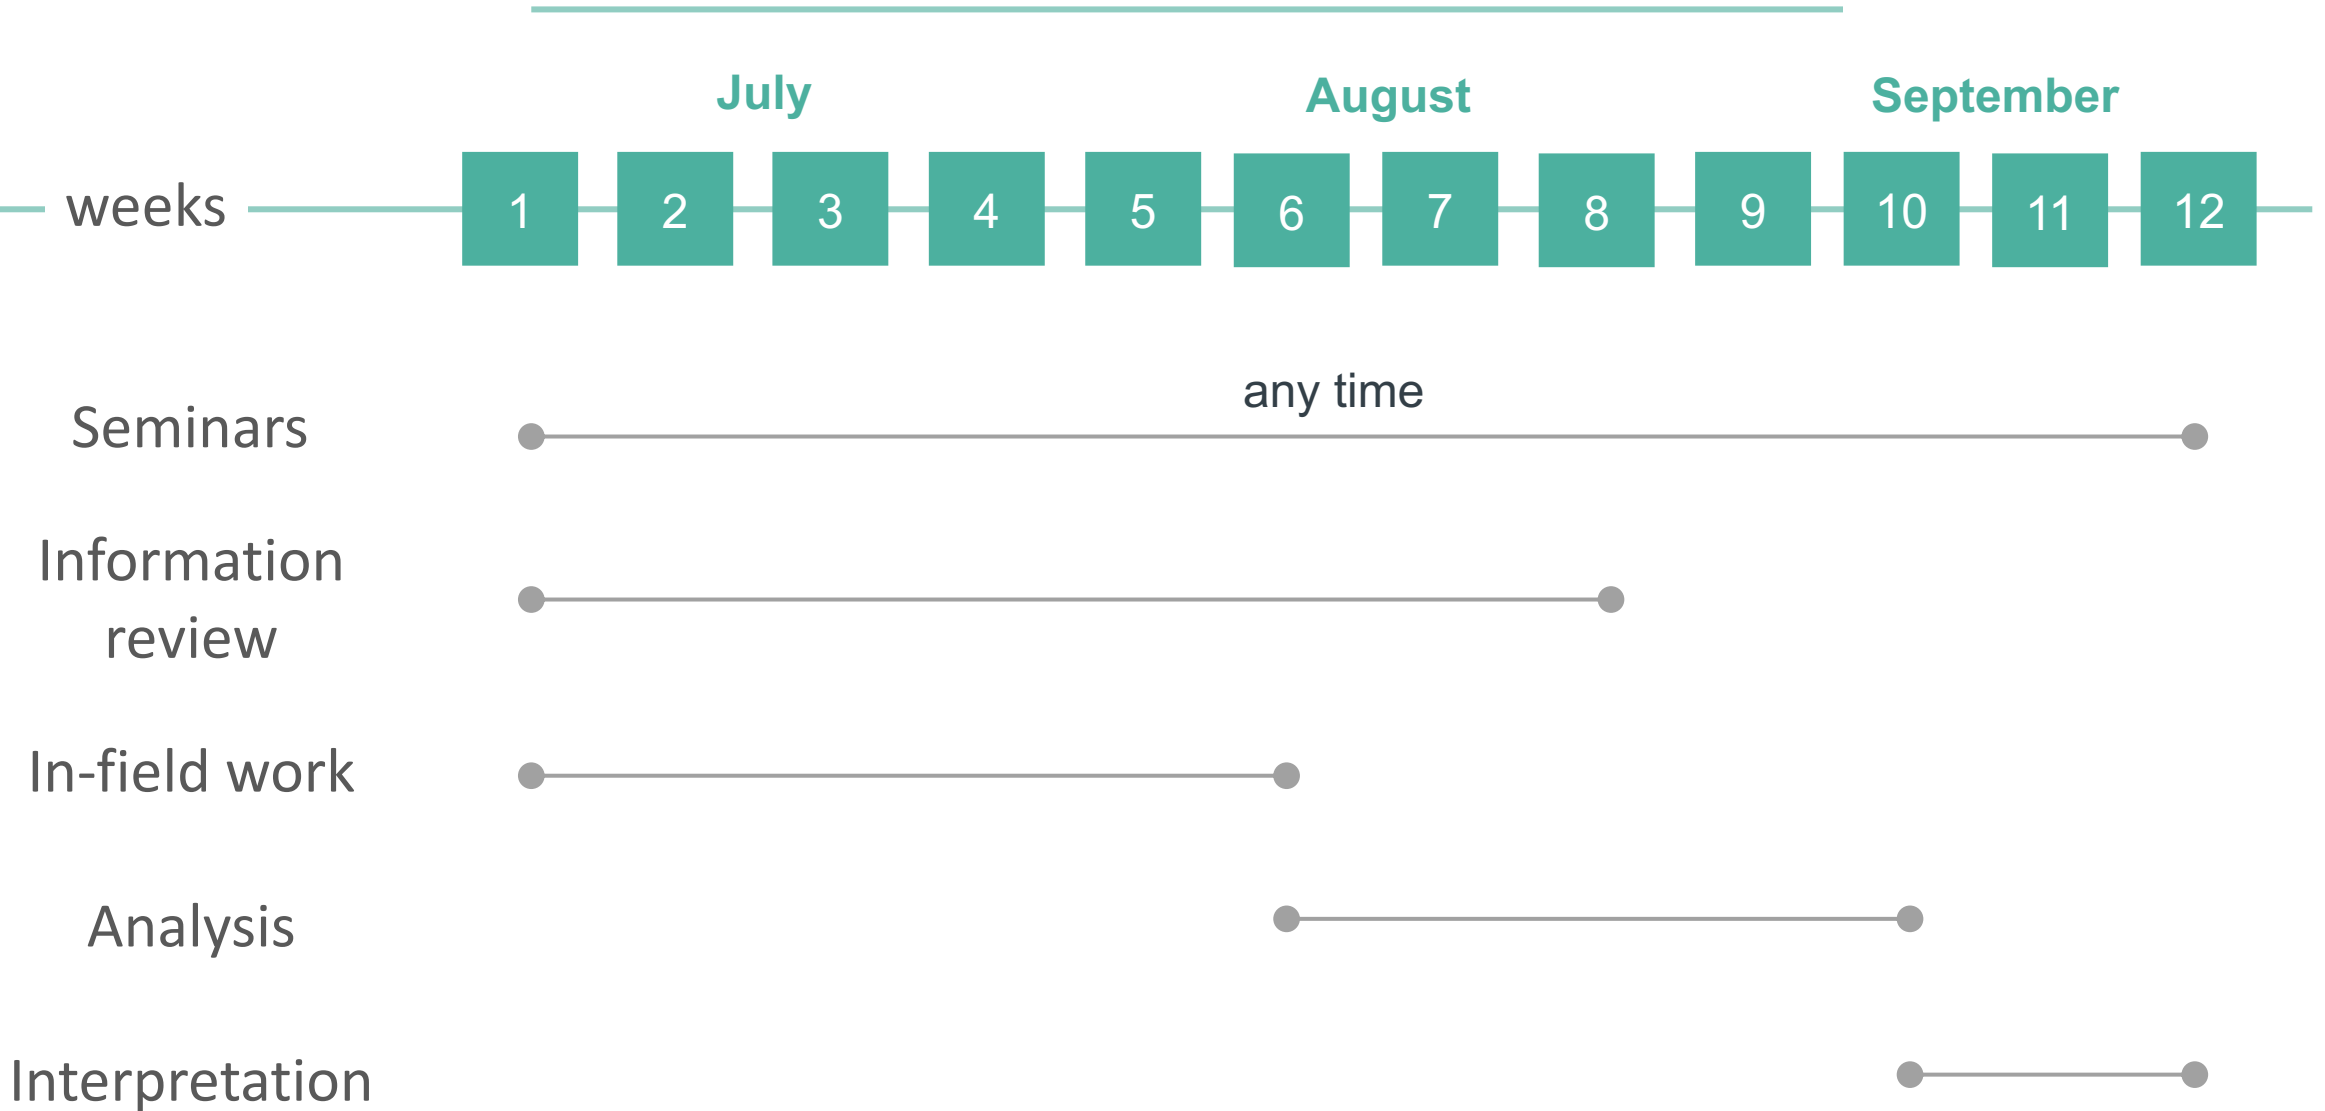 July August September
weeks 1 2 3 4 5 6 7 8 9 10 11 12
any time
Seminars
Information
review
In-field work
Analysis
Interpretation